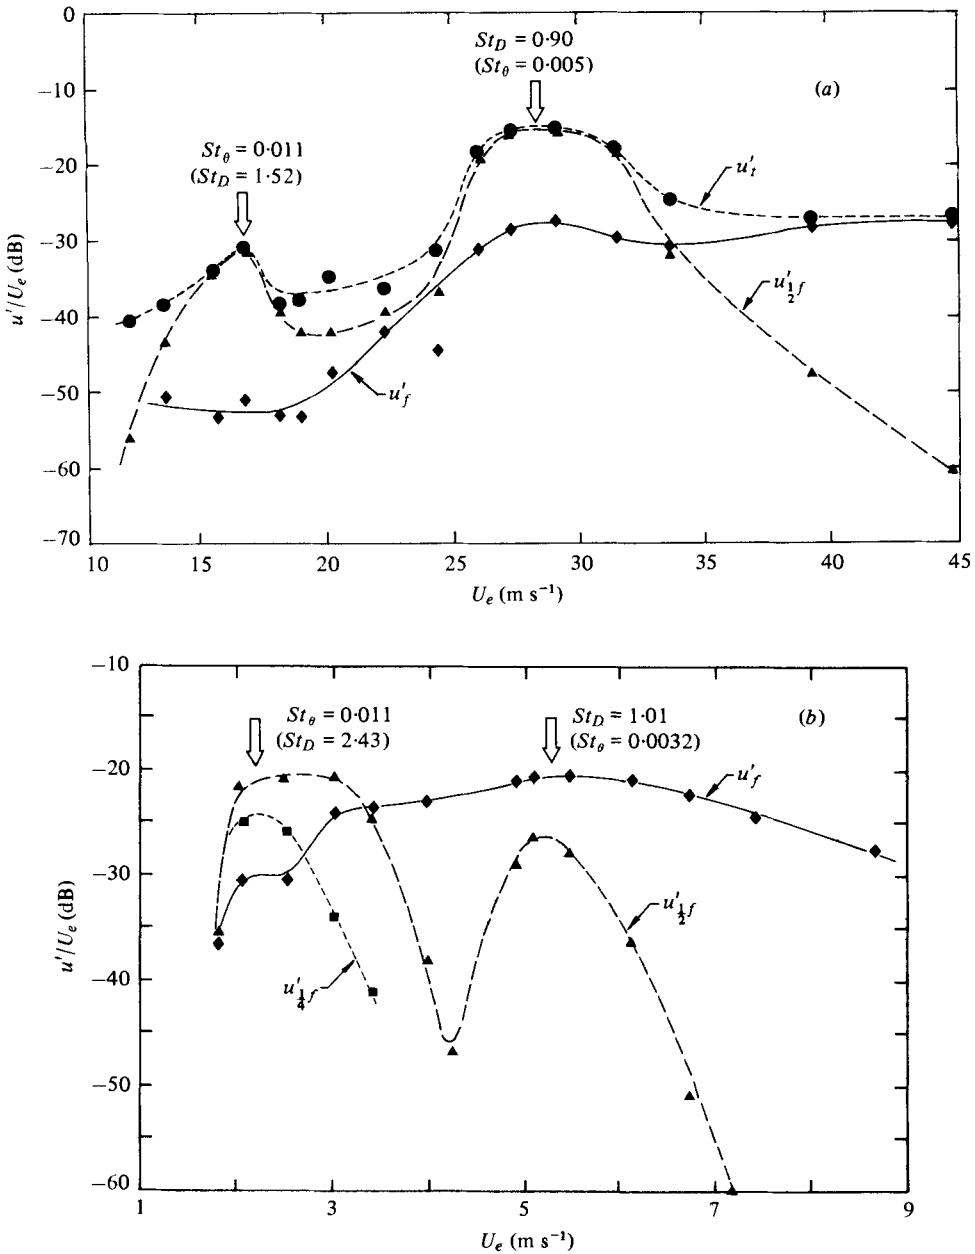 0
−10
−20
−30
−40
−50
−60
−70
u′/U_e (dB)
St_D = 0·90
(St_θ = 0·005)
(a)
St_θ = 0·011
(St_D = 1·52)
u′_t
u′_{½f}
u′_f
10
15
20
25
30
35
40
45
U_e (m s⁻¹)
−10
−20
−30
−40
−50
−60
u′/U_e (dB)
St_θ = 0·011
(St_D = 2·43)
St_D = 1·01
(St_θ = 0·0032)
(b)
u′_f
u′_{½f}
u′_{¼f}
1
3
5
7
9
U_e (m s⁻¹)